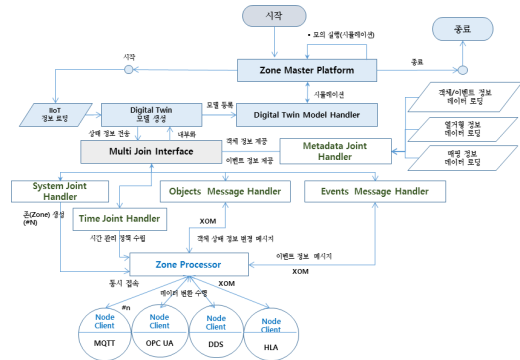 시작
종료
• 모의 실행(시뮬레이션)
시작
Zone Master Platform
종료
IIoT
정보 로딩
Digital Twin
모델 생성
모델 등록
시뮬레이션
Digital Twin Model Handler
객체/이벤트 정보
데이터 로딩
열거형 정보
데이터 로딩
매핑 정보
데이터 로딩
상태 정보 전송
내부화
Multi Join Interface
객체 정보 제공
이벤트 정보 제공
Metadata Joint
Handler
System Joint
Handler
Objects Message Handler
Events Message Handler
존(Zone) 생성
(#N)
Time Joint Handler
XOM
시간 관리 정책 수립
객체 상태 정보 변경 메시지
Zone Processor
이벤트 정보 메시지
XOM
동시 접속
데이터 변환 수행
XOM
#n
Node
Client
MQTT
Node
Client
OPC UA
Node
Client
DDS
Node
Client
HLA